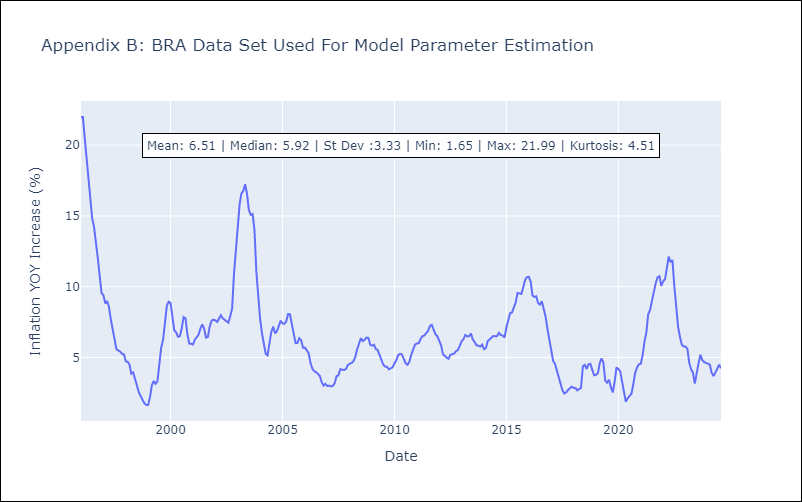 Appendix B: BRA Data Set Used For Model Parameter Estimation
Mean: 6.51 | Median: 5.92 | St Dev :3.33 | Min: 1.65 | Max: 21.99 | Kurtosis: 4.51
Inflation YOY Increase (%)
20
15
10
5
2000
2005
2010
2015
2020
Date